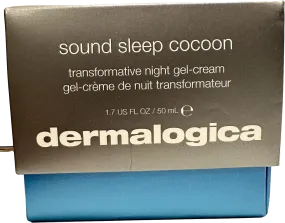 sound sleep cocoon
transformative night gel-cream
gel-crème de nuit transformateur
1.7 US FL OZ / 50 mL ℮
dermalogica